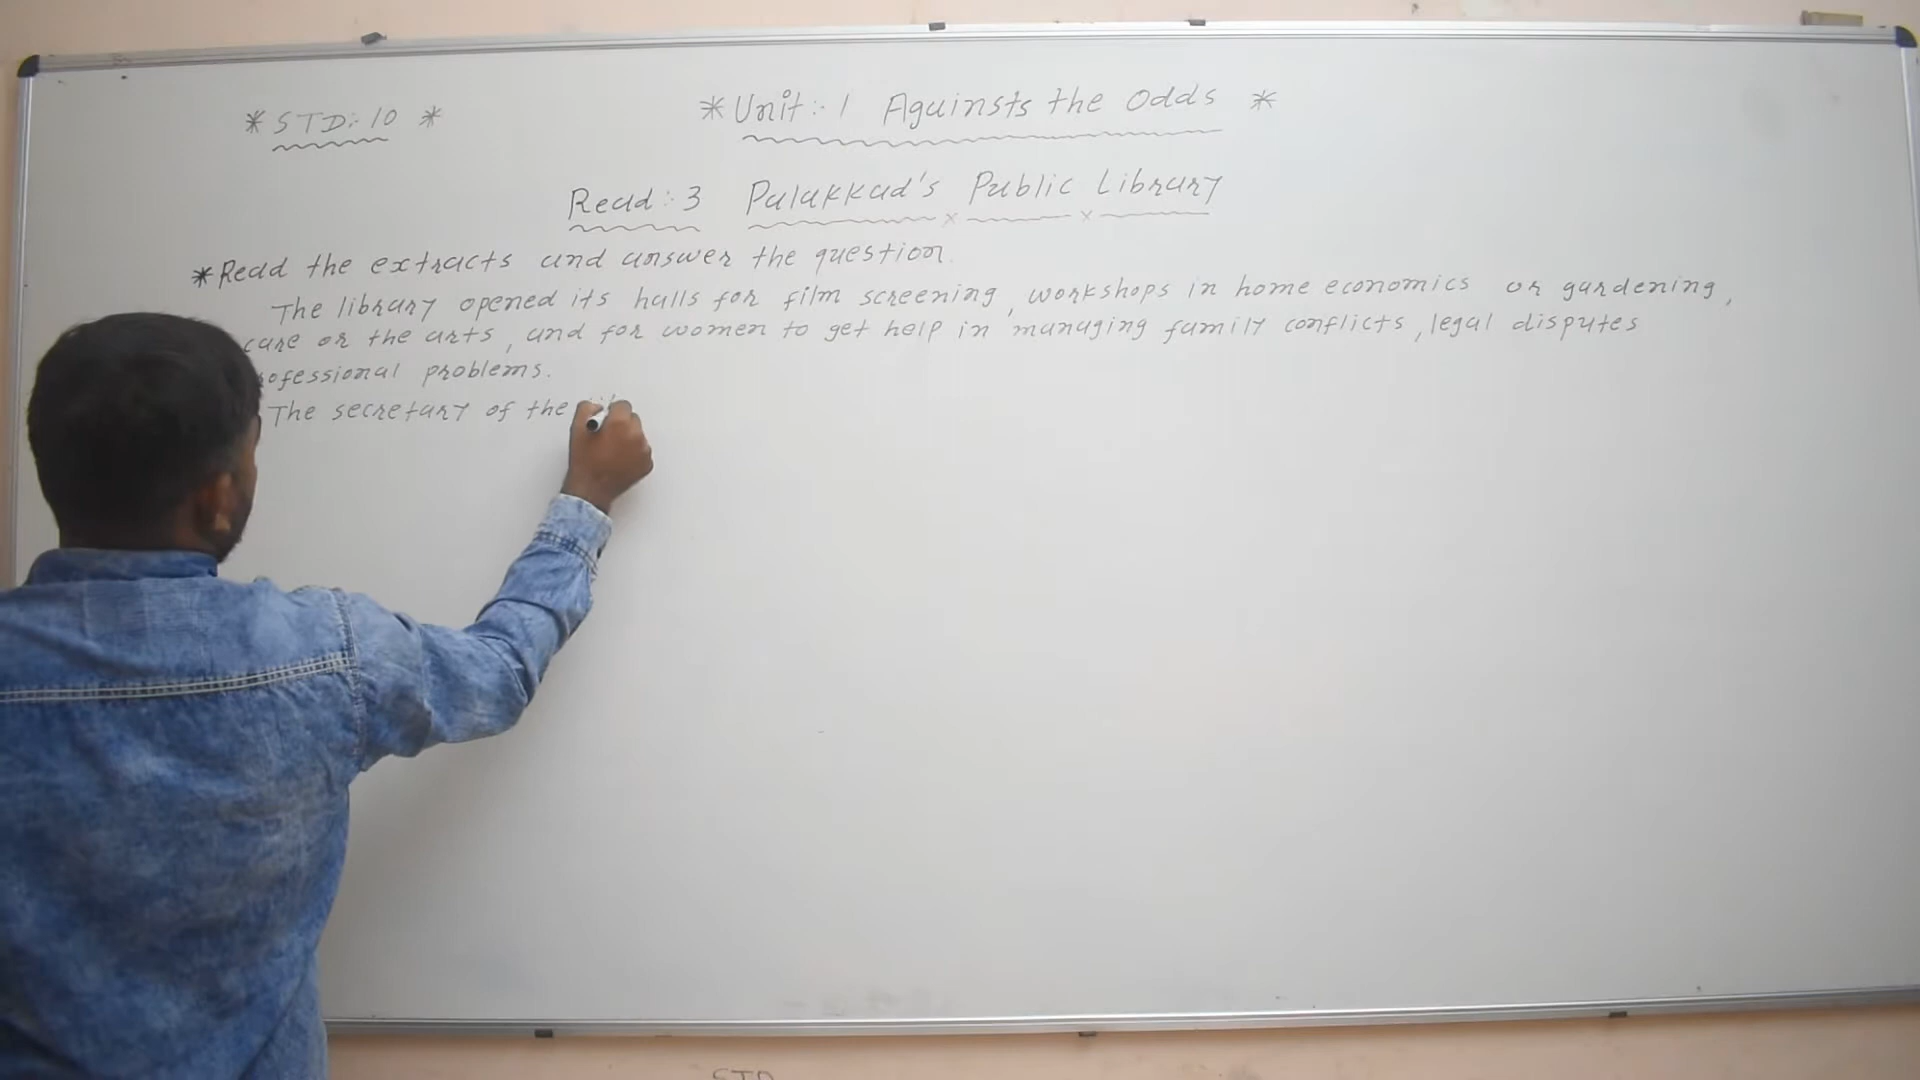 * STD:- 10 *
* Unit:- 1 Againsts the Odds *
Read : 3 Palakkad's Public Library
* Read the extracts and answer the question.
The library opened its halls for film screening, workshops in home economics or gardening,
care or the arts, and for women to get help in managing family conflicts, legal disputes
problems.
The secretary of the
STD